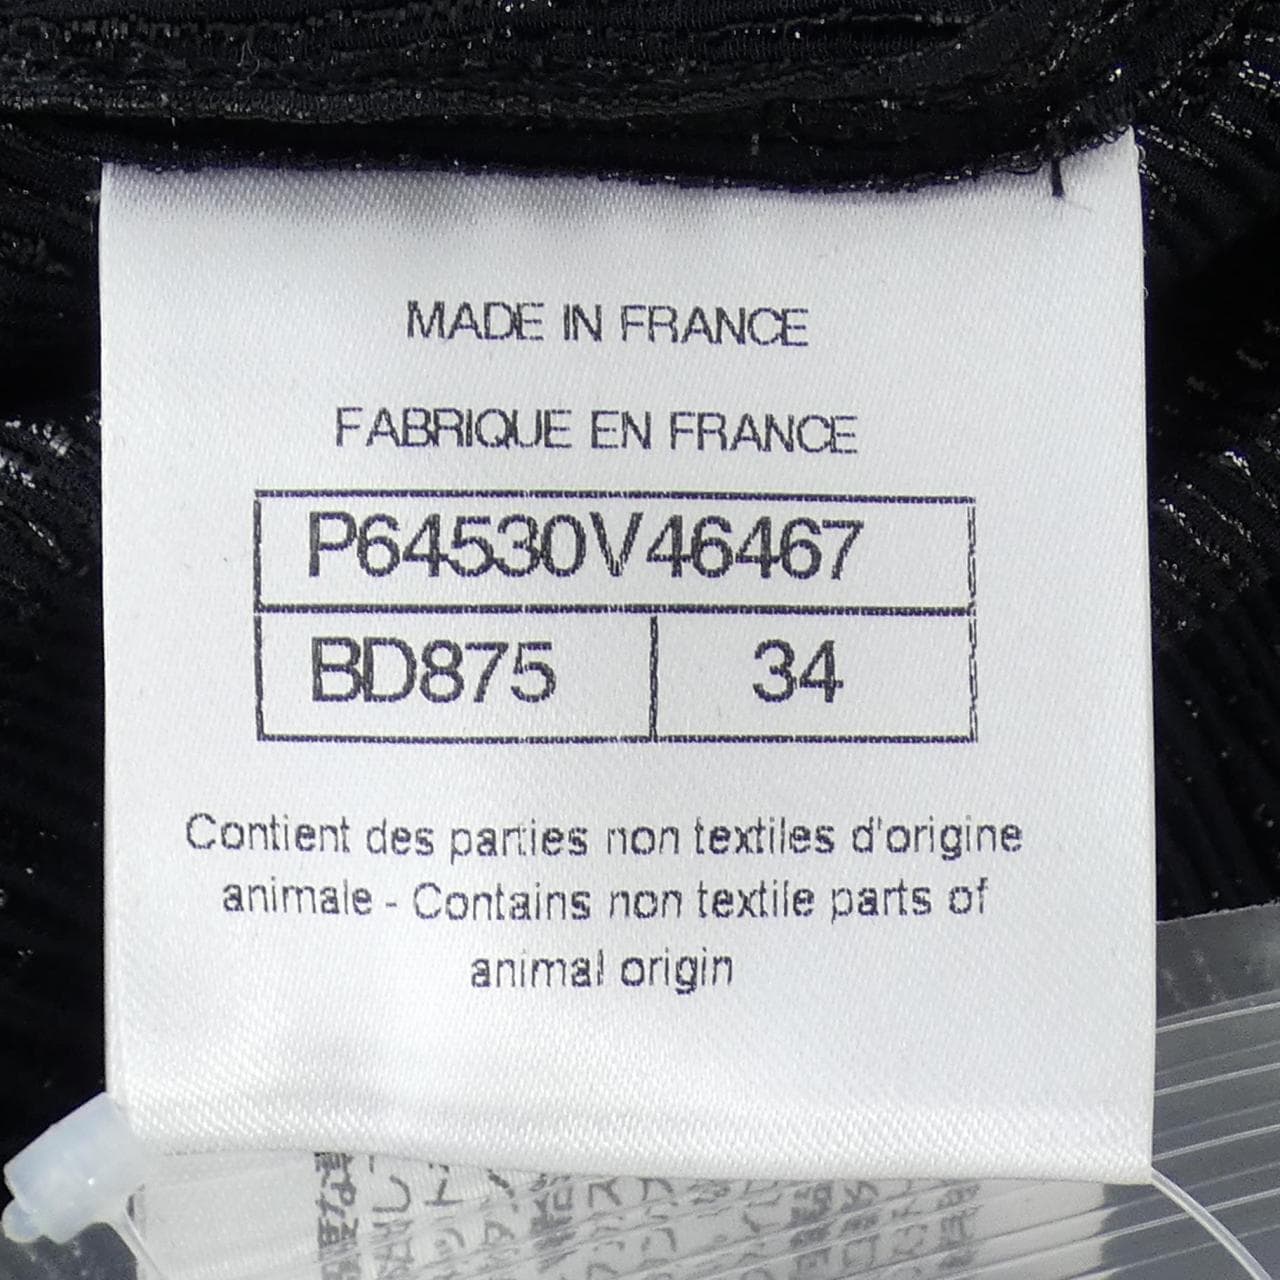 MADE IN FRANCE
FABRIQUE EN FRANCE
P64530V46467
BD875 34
Contient des parties non textiles d'origine
animale - Contains non textile parts of
animal origin